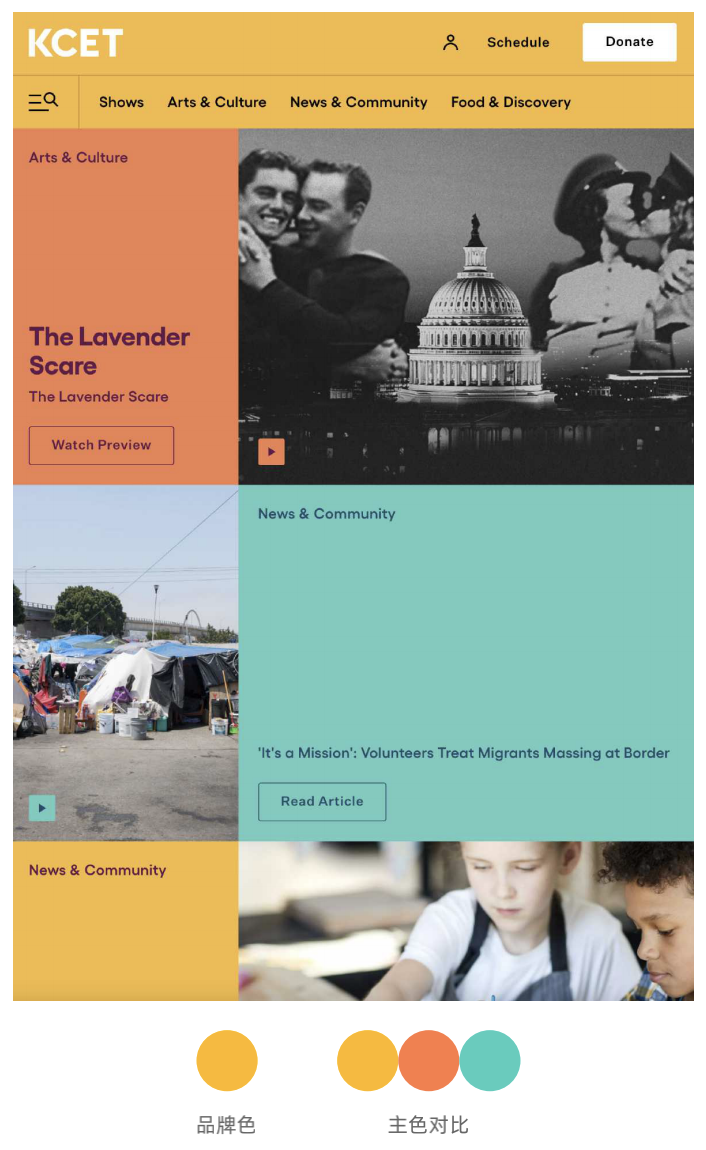 KCET
Schedule
Donate
Shows
Arts & Culture
News & Community
Food & Discovery
Arts & Culture
The Lavender
Scare
The Lavender Scare
Watch Preview
News & Community
'It's a Mission': Volunteers Treat Migrants Massing at Border
Read Article
News & Community
品牌色
主色对比